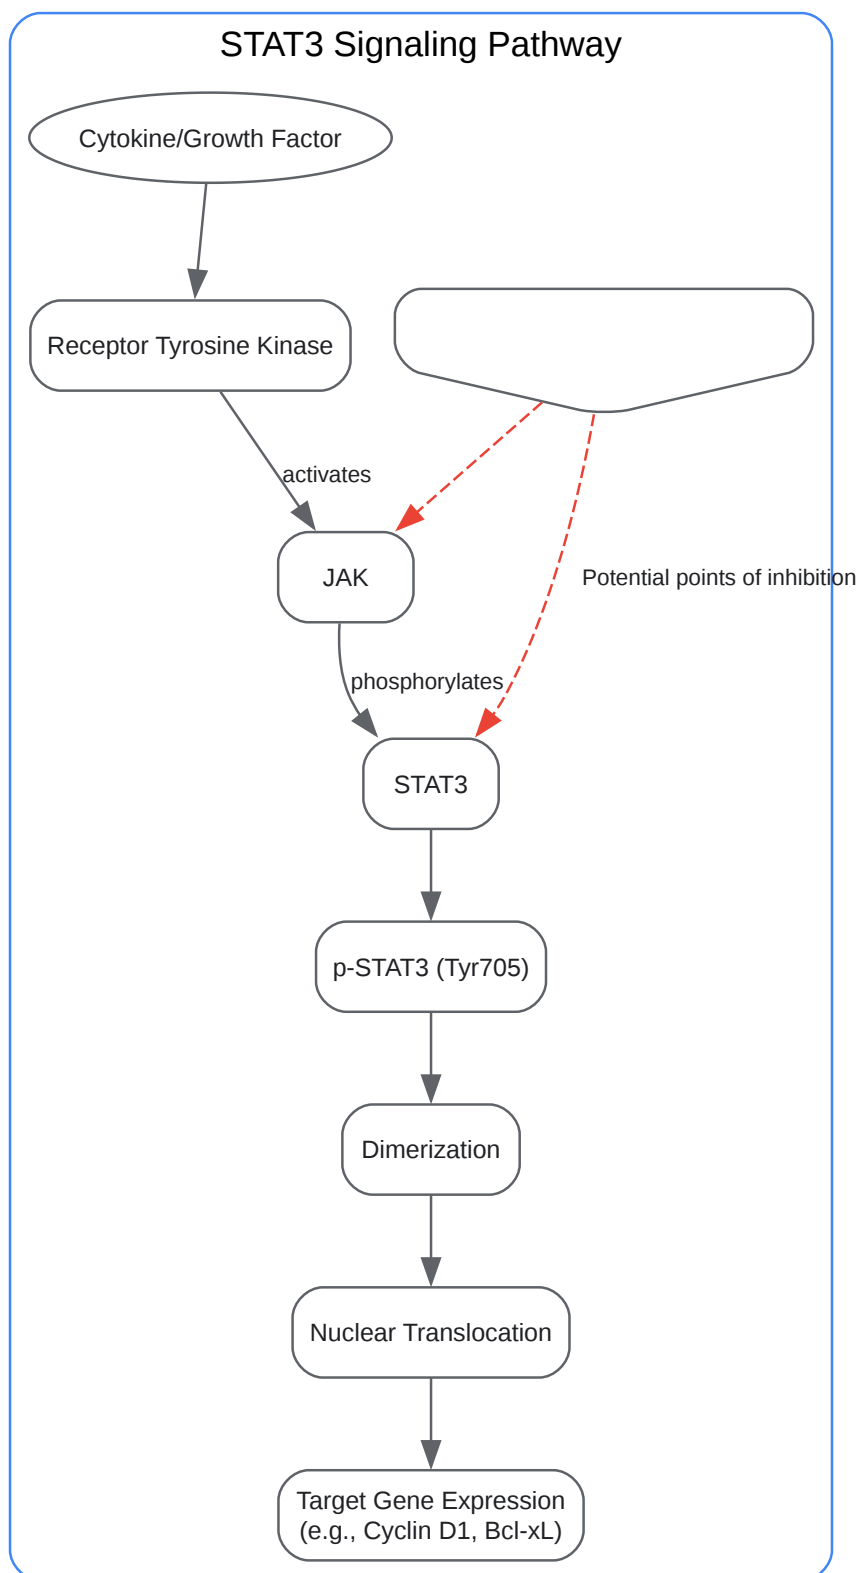 STAT3 Signaling Pathway
Cytokine/Growth Factor
Receptor Tyrosine Kinase
activates
JAK
Potential points of inhibition
phosphorylates
STAT3
p-STAT3 (Tyr705)
Dimerization
Nuclear Translocation
Target Gene Expression
(e.g., Cyclin D1, Bcl-xL)